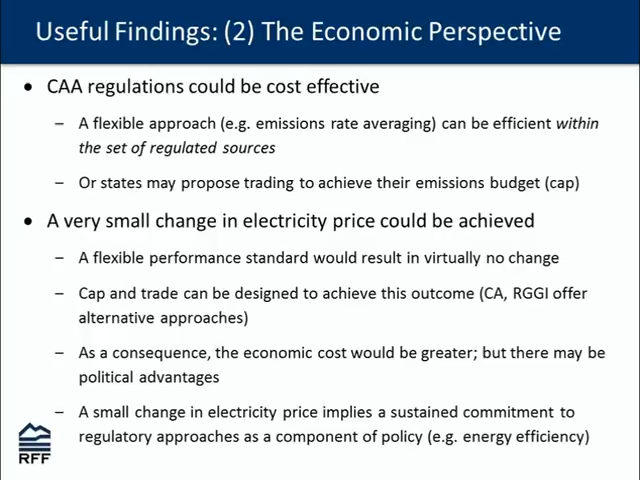 Useful Findings: (2) The Economic Perspective
• CAA regulations could be cost effective
– A flexible approach (e.g. emissions rate averaging) can be efficient within
the set of regulated sources
– Or states may propose trading to achieve their emissions budget (cap)
• A very small change in electricity price could be achieved
– A flexible performance standard would result in virtually no change
– Cap and trade can be designed to achieve this outcome (CA, RGGI offer
alternative approaches)
– As a consequence, the economic cost would be greater; but there may be
political advantages
– A small change in electricity price implies a sustained commitment to
regulatory approaches as a component of policy (e.g. energy efficiency)
RFF